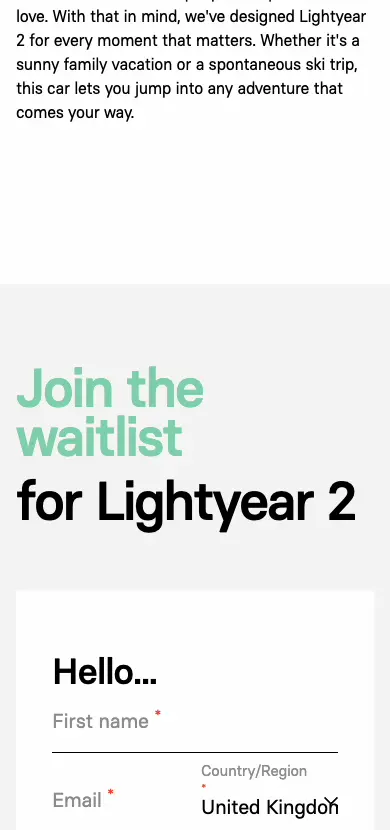 love. With that in mind, we've designed Lightyear
2 for every moment that matters. Whether it's a
sunny family vacation or a spontaneous ski trip,
this car lets you jump into any adventure that
comes your way.
Join the
waitlist
for Lightyear 2
Hello...
First name *
Country/Region
*
Email *
United Kingdon